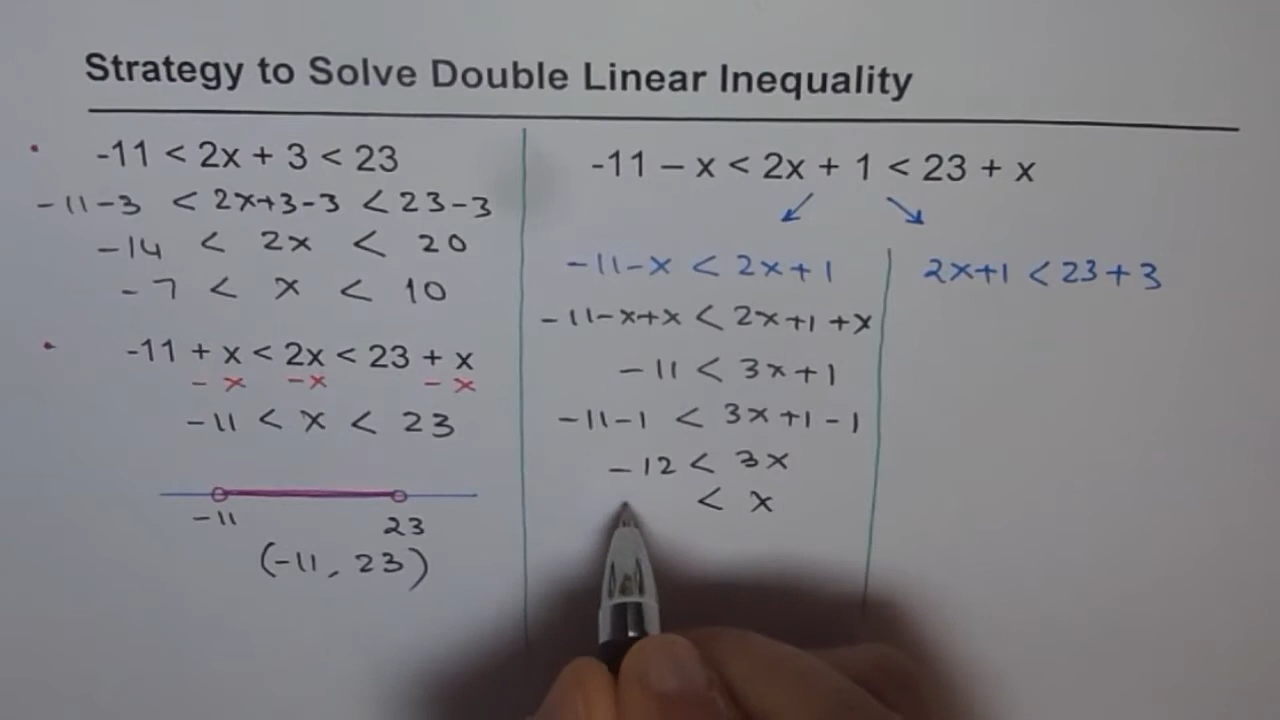 Strategy to Solve Double Linear Inequality
-11 < 2x + 3 < 23
-11-3 < 2x+3-3 < 23-3
-14 < 2x < 20
-7 < x < 10
-11 + x < 2x < 23 + x
-x -x -x
-11 < x < 23
-11 23
(-11, 23)
-11 – x < 2x + 1 < 23 + x
-11-x < 2x+1
-11-x+x < 2x+1+x
-11 < 3x+1
-11-1 < 3x+1-1
-12 < 3x
< x
2x+1 < 23+3